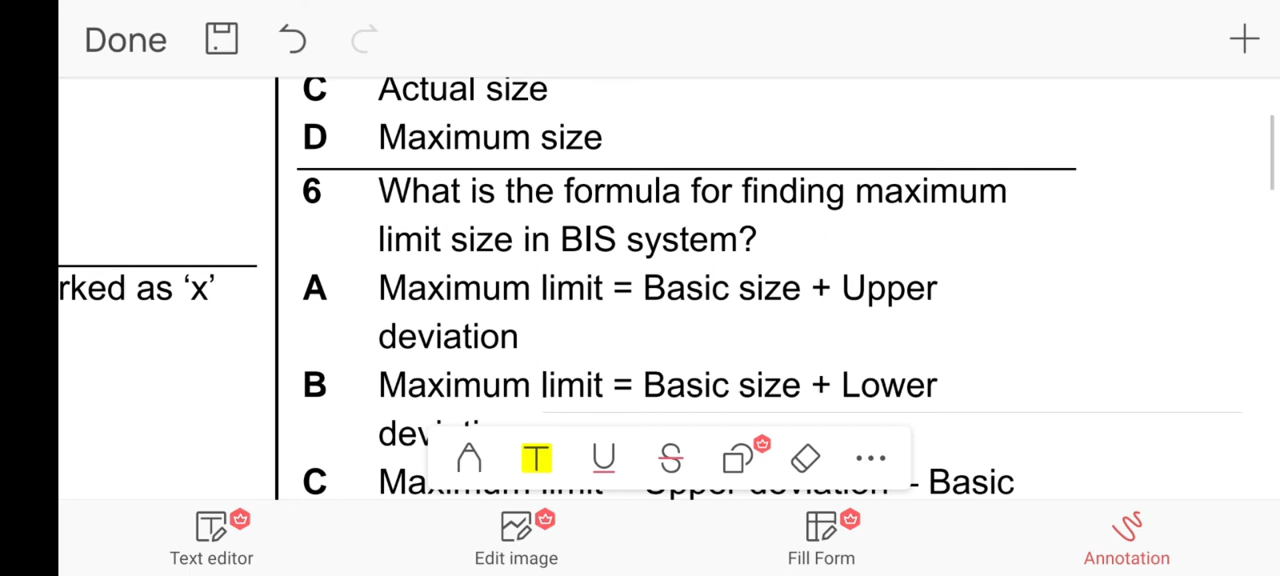 Done
C Actual size
D Maximum size
6 What is the formula for finding maximum
limit size in BIS system?
rked as ‘x’
A Maximum limit = Basic size + Upper
deviation
B Maximum limit = Basic size + Lower
C - Basic
Text editor
Edit image
Fill Form
Annotation